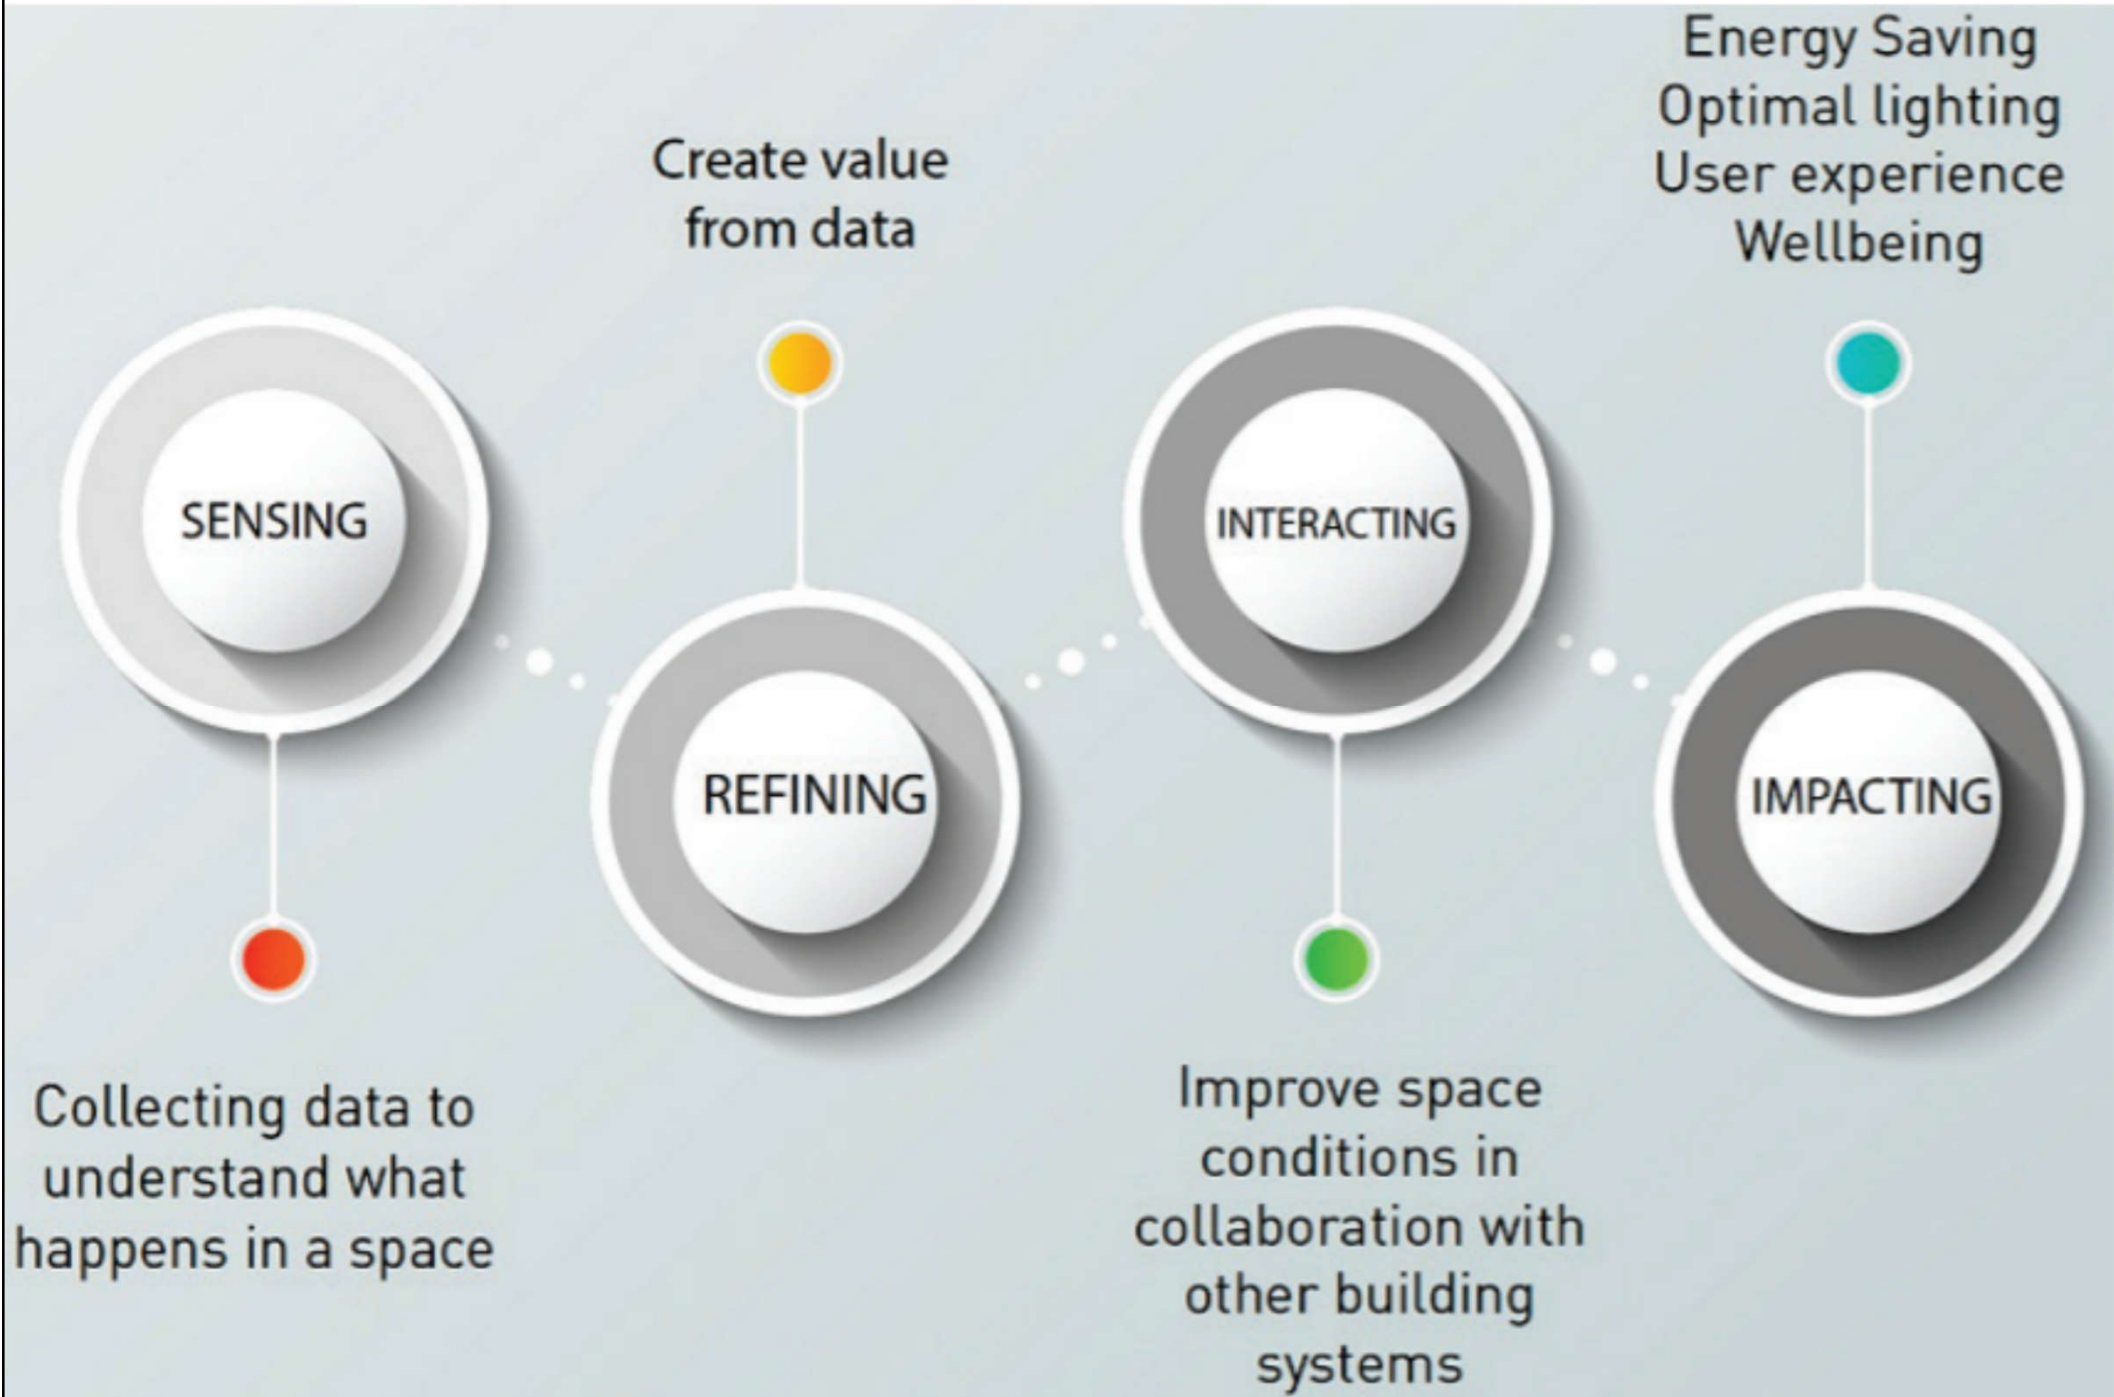 SENSING
Collecting data to
understand what
happens in a space
Create value
from data
REFINING
INTERACTING
Improve space
conditions in
collaboration with
other building
systems
Energy Saving
Optimal lighting
User experience
Wellbeing
IMPACTING